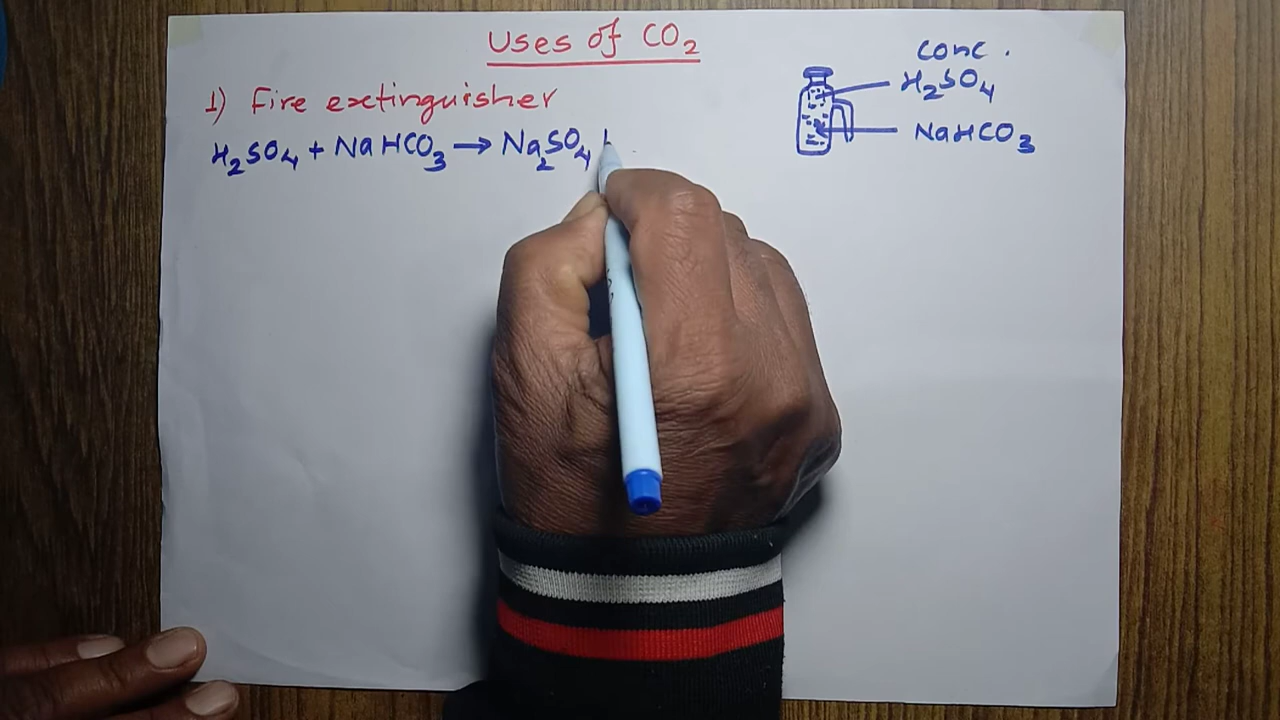 Uses of CO₂
1) Fire extinguisher
H₂SO₄ + NaHCO₃ → Na₂SO₄
conc.
H₂SO₄
NaHCO₃